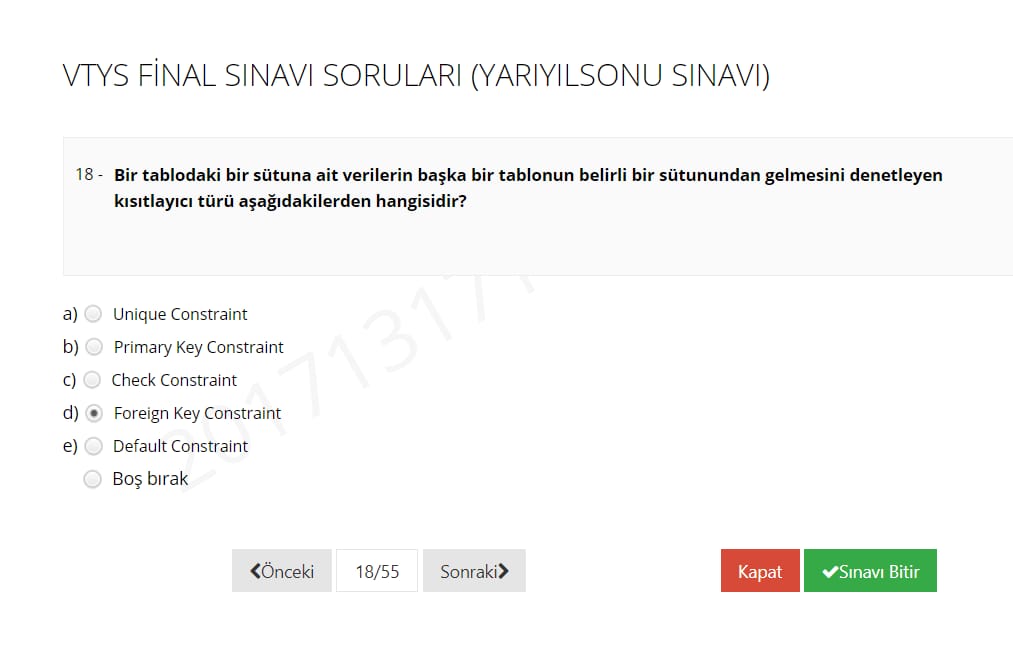 VTYS FİNAL SINAVI SORULARI (YARIYILSONU SINAVI)
18 - Bir tablodaki bir sütuna ait verilerin başka bir tablonun belirli bir sütunundan gelmesini denetleyen
kısıtlayıcı türü aşağıdakilerden hangisidir?
a) Unique Constraint
b) Primary Key Constraint
c) Check Constraint
d) Foreign Key Constraint
e) Default Constraint
Boş bırak
Önceki 18/55 Sonraki Kapat Sınavı Bitir